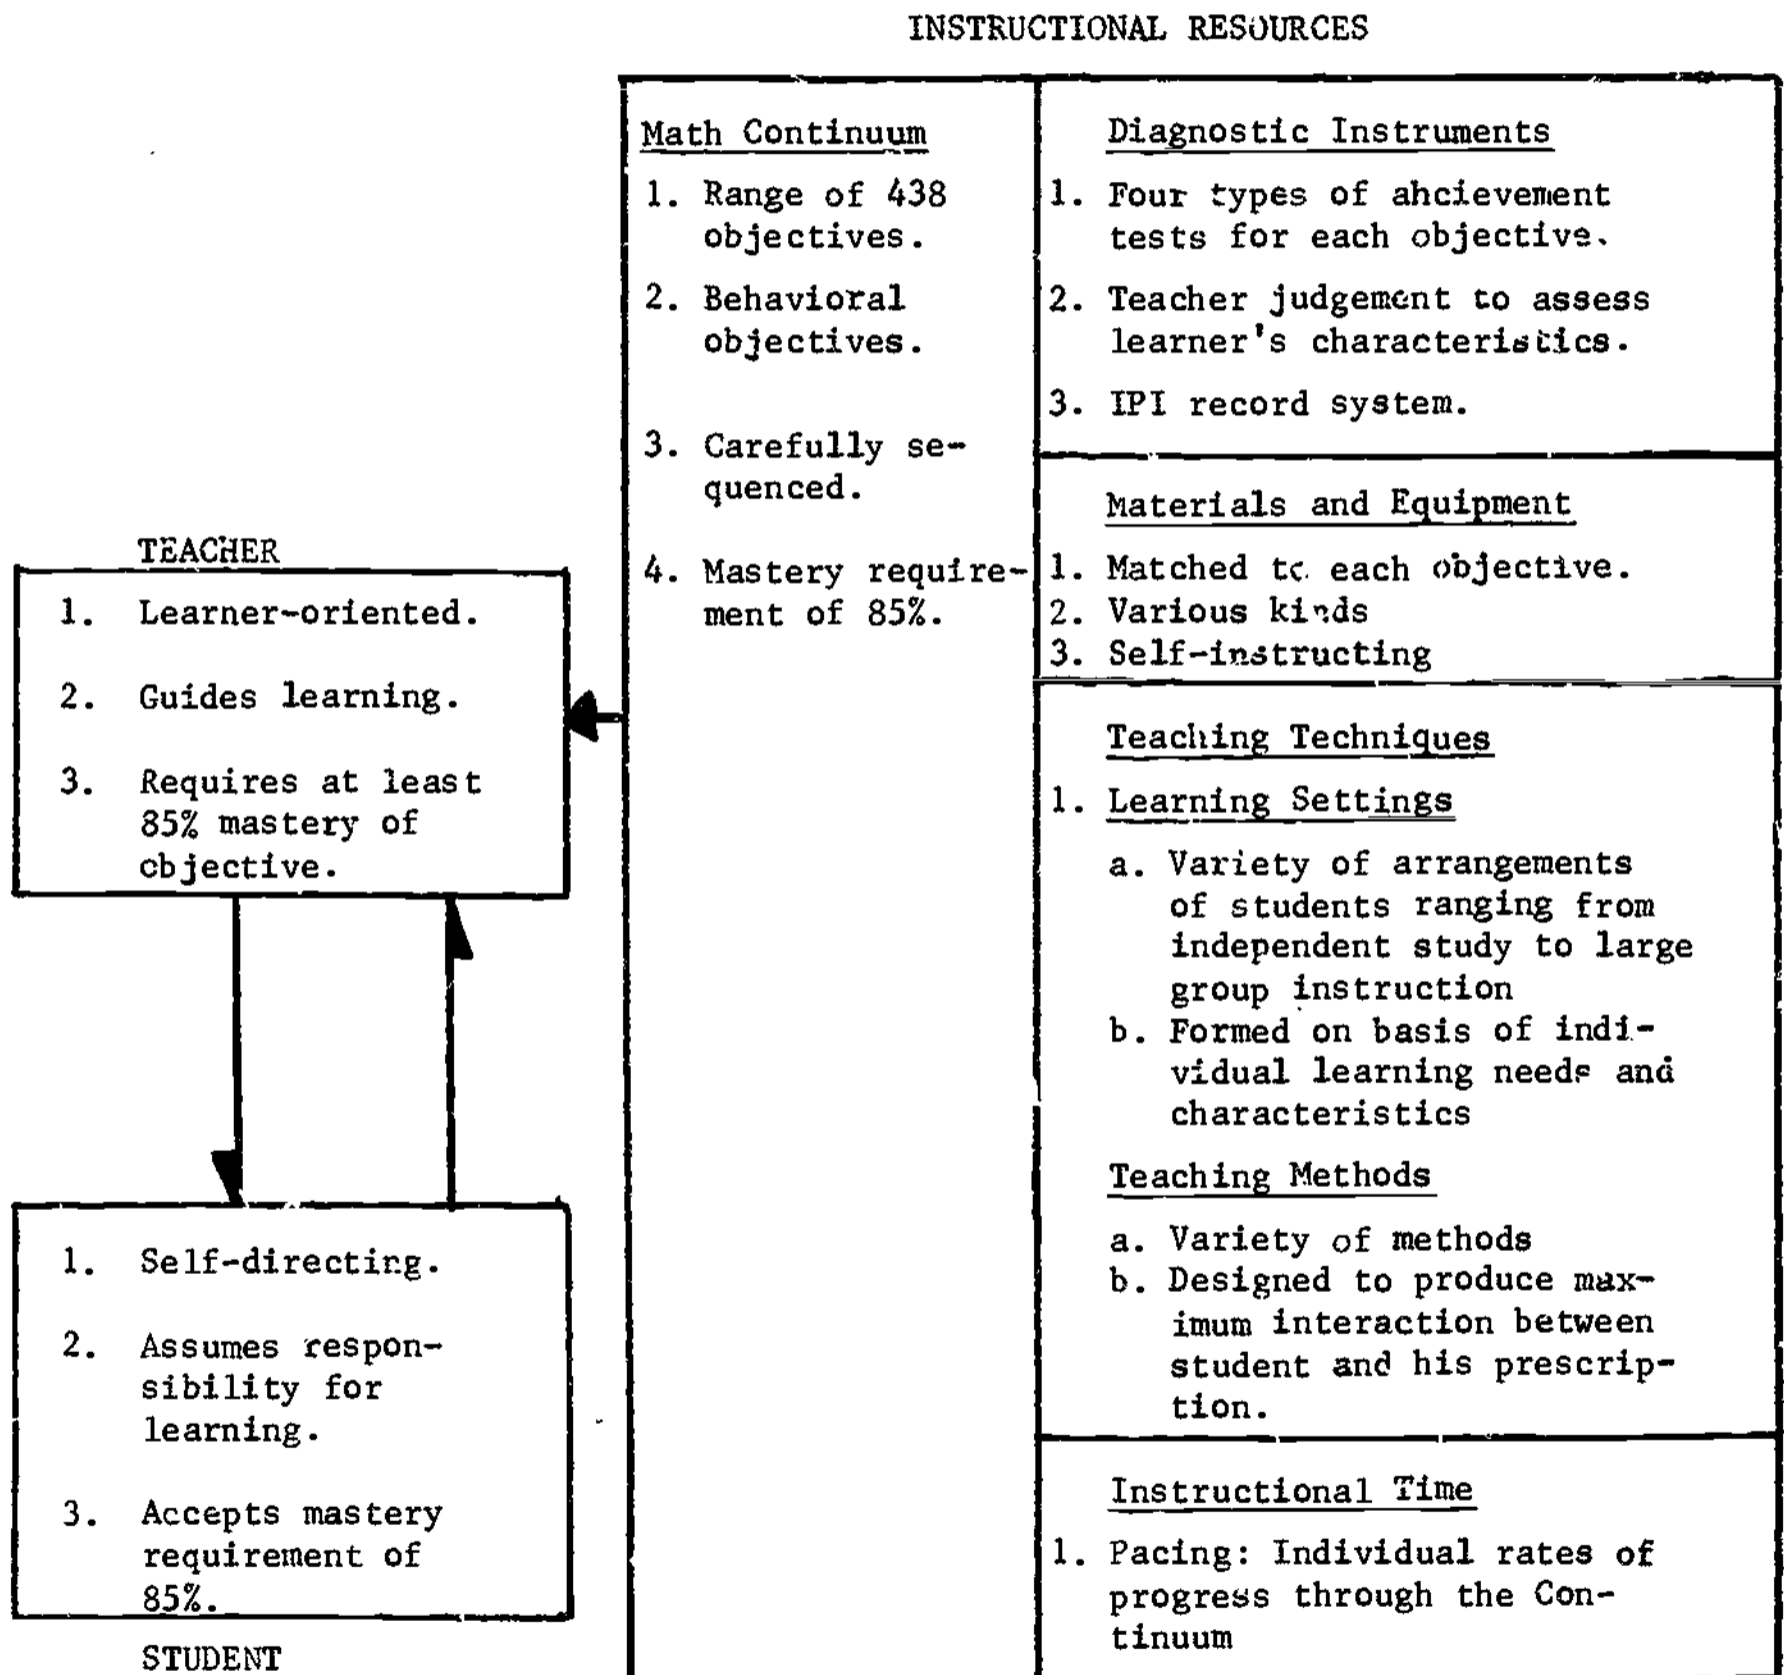 INSTRUCTIONAL RESOURCES
Math Continuum
1. Range of 438
objectives.
2. Behavioral
objectives.
3. Carefully se-
quenced.
4. Mastery require-
ment of 85%.
Diagnostic Instruments
1. Four types of ahcievement
tests for each objective.
2. Teacher judgement to assess
learner's characteristics.
3. IPI record system.
Materials and Equipment
1. Matched to each objective.
2. Various kinds
3. Self-instructing
Teaching Techniques
1. Learning Settings
a. Variety of arrangements
of students ranging from
independent study to large
group instruction
b. Formed on basis of indi-
vidual learning needs and
characteristics
Teaching Methods
a. Variety of methods
b. Designed to produce max-
imum interaction between
student and his prescrip-
tion.
Instructional Time
1. Pacing: Individual rates of
progress through the Con-
tinuum
TEACHER
1. Learner-oriented.
2. Guides learning.
3. Requires at least
85% mastery of
objective.
1. Self-directing.
2. Assumes respon-
sibility for
learning.
3. Accepts mastery
requirement of
85%.
STUDENT